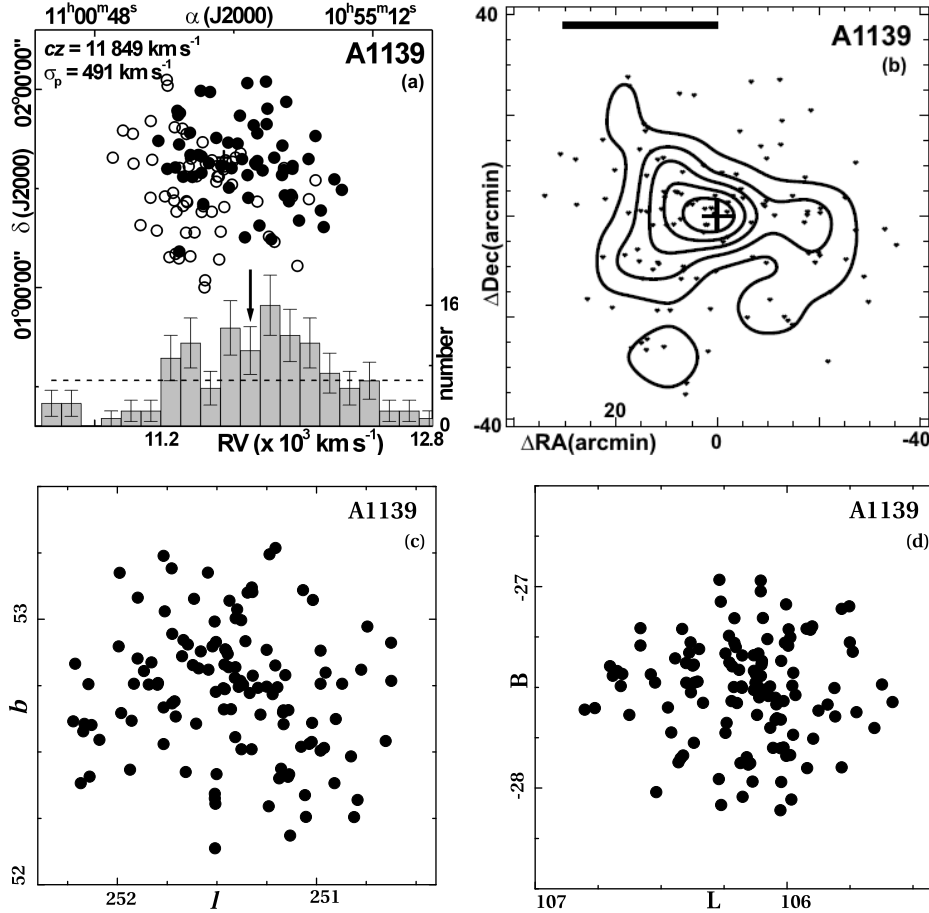 11ʰ00ᵐ48ˢ α (J2000) 10ʰ55ᵐ12ˢ
cz = 11 849 km s⁻¹
σₚ = 491 km s⁻¹
A1139
(a)
02°00'00"
δ (J2000)
01°00'00"
16
number
0
11.2 RV (x 10³ km s⁻¹) 12.8
40
A1139
(b)
ΔDec(arcmin)
-40
20
ΔRA(arcmin) 0 -40
A1139
(c)
53
b
52
252 l 251
A1139
(d)
-27
B
-28
107 L 106